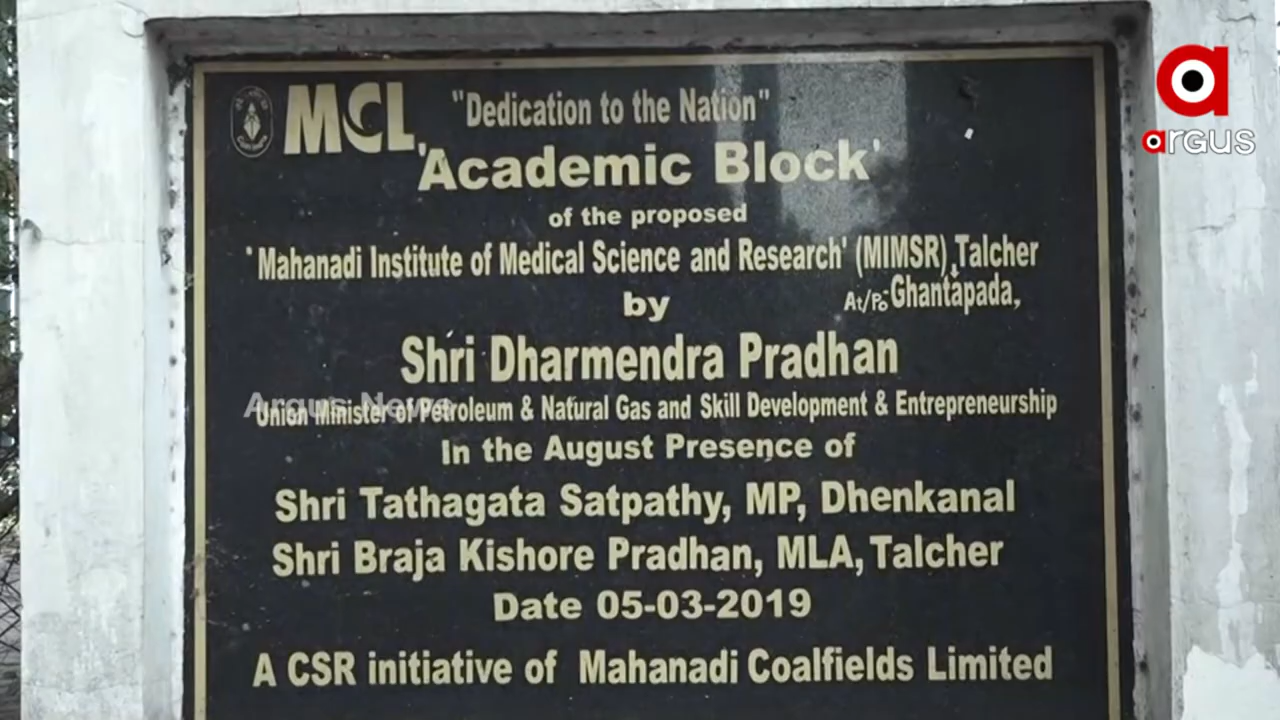 MCL
"Dedication to the Nation"
'Academic Block'
of the proposed
'Mahanadi Institute of Medical Science and Research' (MIMSR), Talcher
At/Po-Ghantapada,
by
Shri Dharmendra Pradhan
Union Minister of Petroleum & Natural Gas and Skill Development & Entrepreneurship
In the August Presence of
Shri Tathagata Satpathy, MP, Dhenkanal
Shri Braja Kishore Pradhan, MLA, Talcher
Date 05-03-2019
A CSR initiative of Mahanadi Coalfields Limited
Argus News
argus